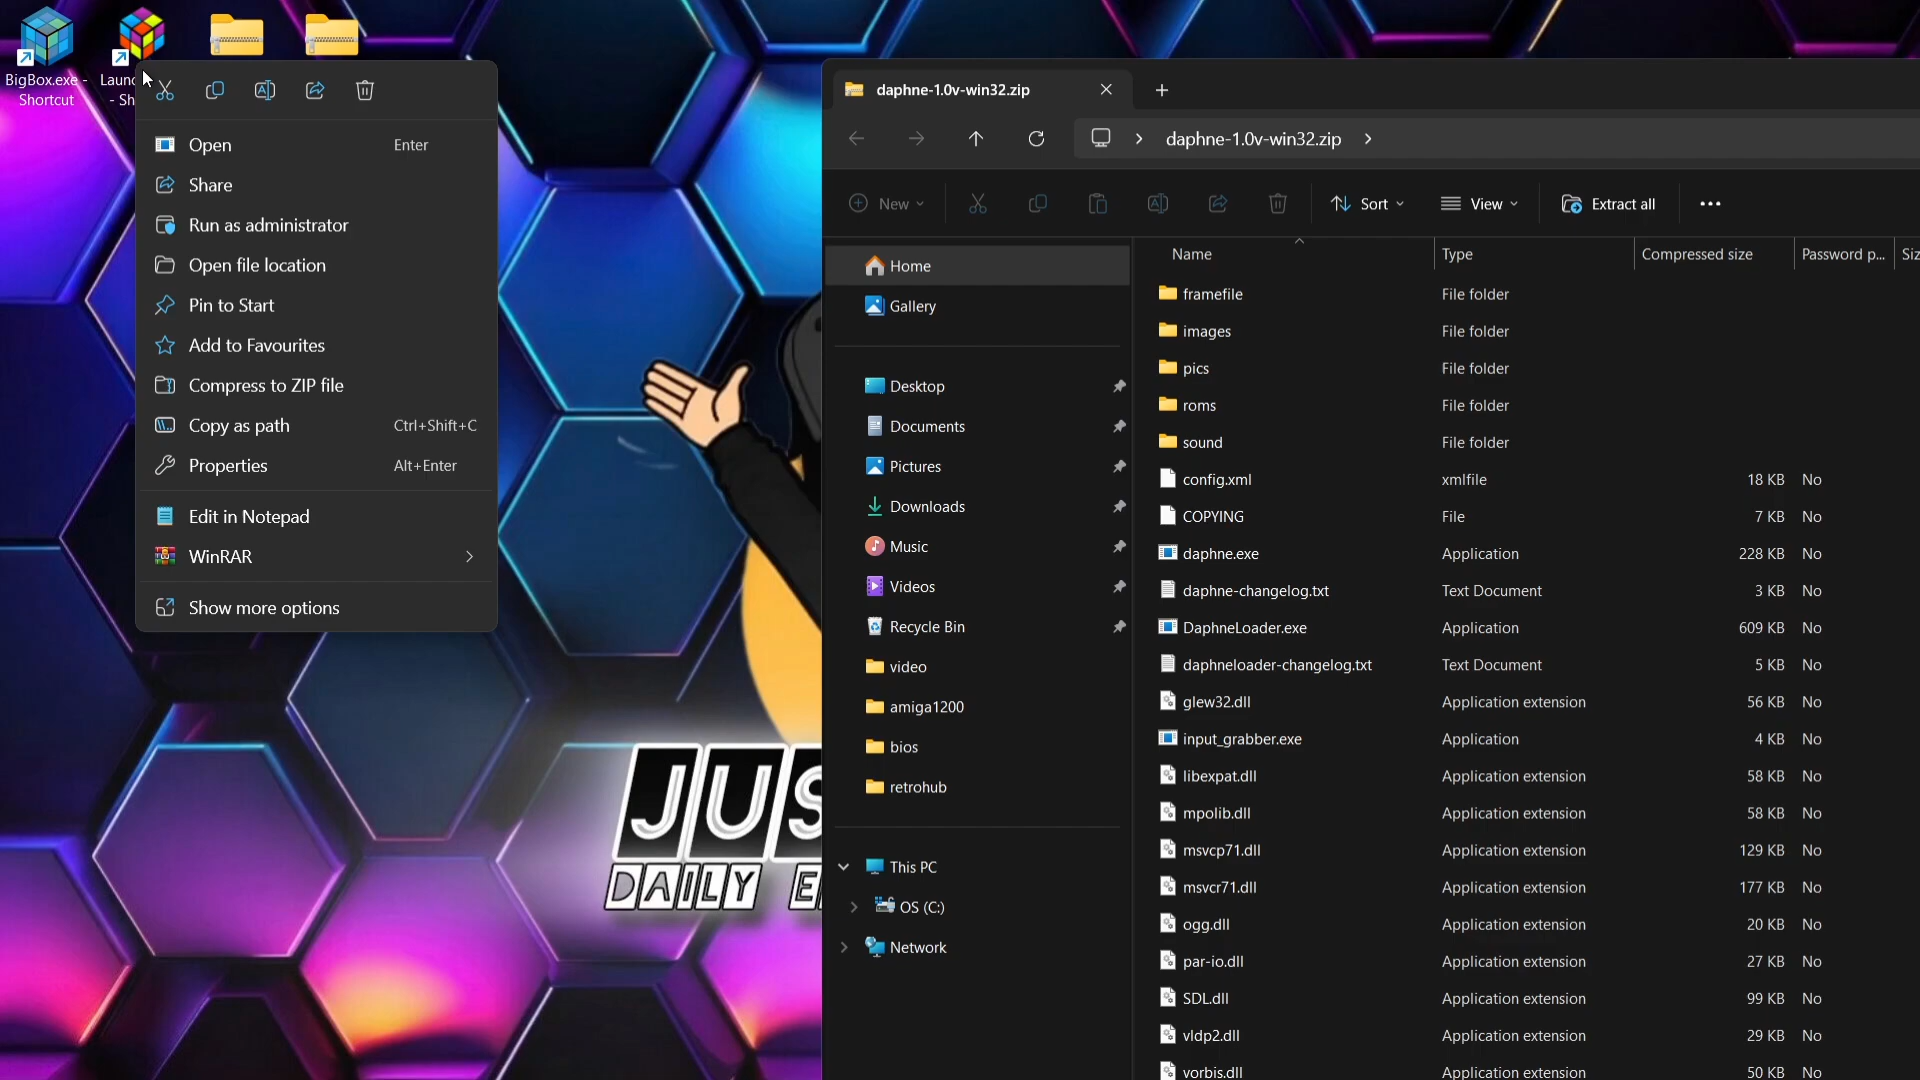 BigBox.exe -
Shortcut
Launc
- Sh
Open Enter
Share
Run as administrator
Open file location
Pin to Start
Add to Favourites
Compress to ZIP file
Copy as path Ctrl+Shift+C
Properties Alt+Enter
Edit in Notepad
WinRAR
Show more options
JUS
DAILY E
daphne-1.0v-win32.zip
daphne-1.0v-win32.zip
New Sort View Extract all
Home
Gallery
Desktop
Documents
Pictures
Downloads
Music
Videos
Recycle Bin
video
amiga1200
bios
retrohub
This PC
OS (C:)
Network
Name Type Compressed size Password p... Siz
framefile File folder
images File folder
pics File folder
roms File folder
sound File folder
config.xml xmlfile 18 KB No
COPYING File 7 KB No
daphne.exe Application 228 KB No
daphne-changelog.txt Text Document 3 KB No
DaphneLoader.exe Application 609 KB No
daphneloader-changelog.txt Text Document 5 KB No
glew32.dll Application extension 56 KB No
input_grabber.exe Application 4 KB No
libexpat.dll Application extension 58 KB No
mpolib.dll Application extension 58 KB No
msvcp71.dll Application extension 129 KB No
msvcr71.dll Application extension 177 KB No
ogg.dll Application extension 20 KB No
par-io.dll Application extension 27 KB No
SDL.dll Application extension 99 KB No
vldp2.dll Application extension 29 KB No
vorbis.dll Application extension 50 KB No